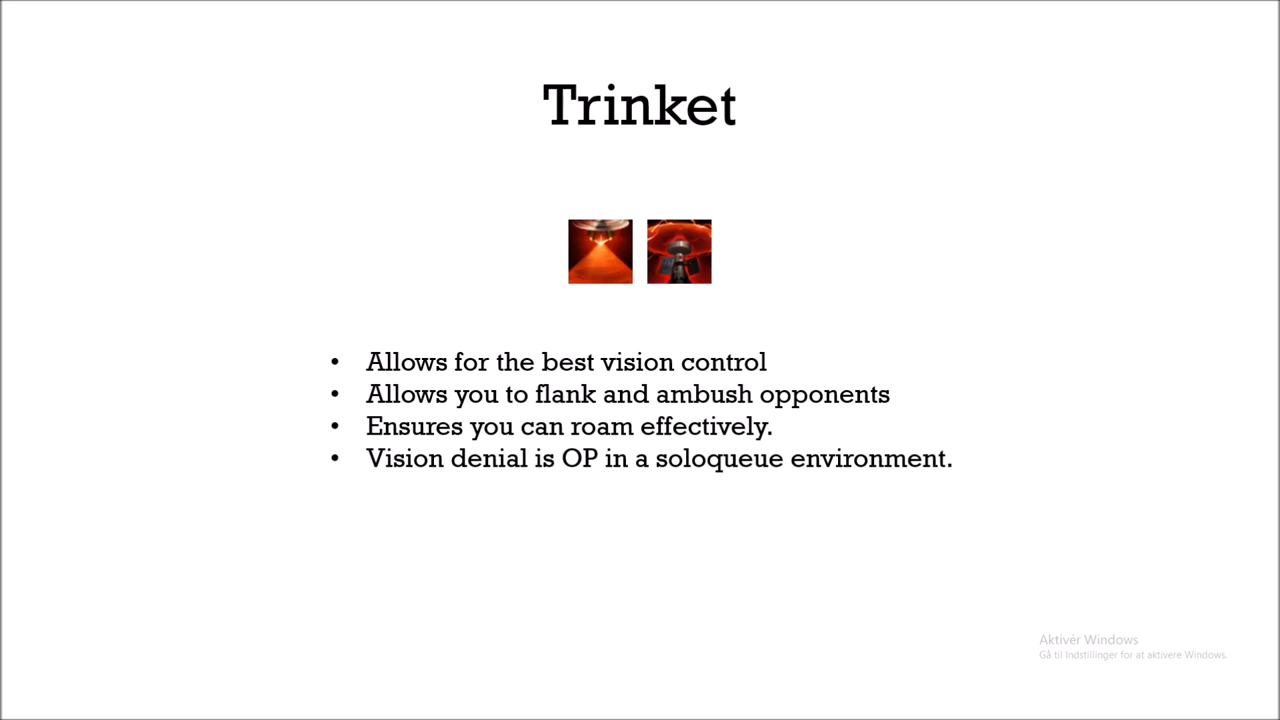 Trinket
• Allows for the best vision control
• Allows you to flank and ambush opponents
• Ensures you can roam effectively.
• Vision denial is OP in a soloqueue environment.
Aktivér Windows
Gå til Indstillinger for at aktivere Windows.